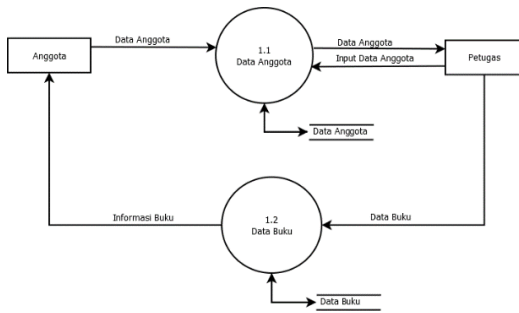 Data Anggota
Anggota
1.1
Data Anggota
Data Anggota
Input Data Anggota
Petugas
Data Anggota
Informasi Buku
1.2
Data Buku
Data Buku
Data Buku